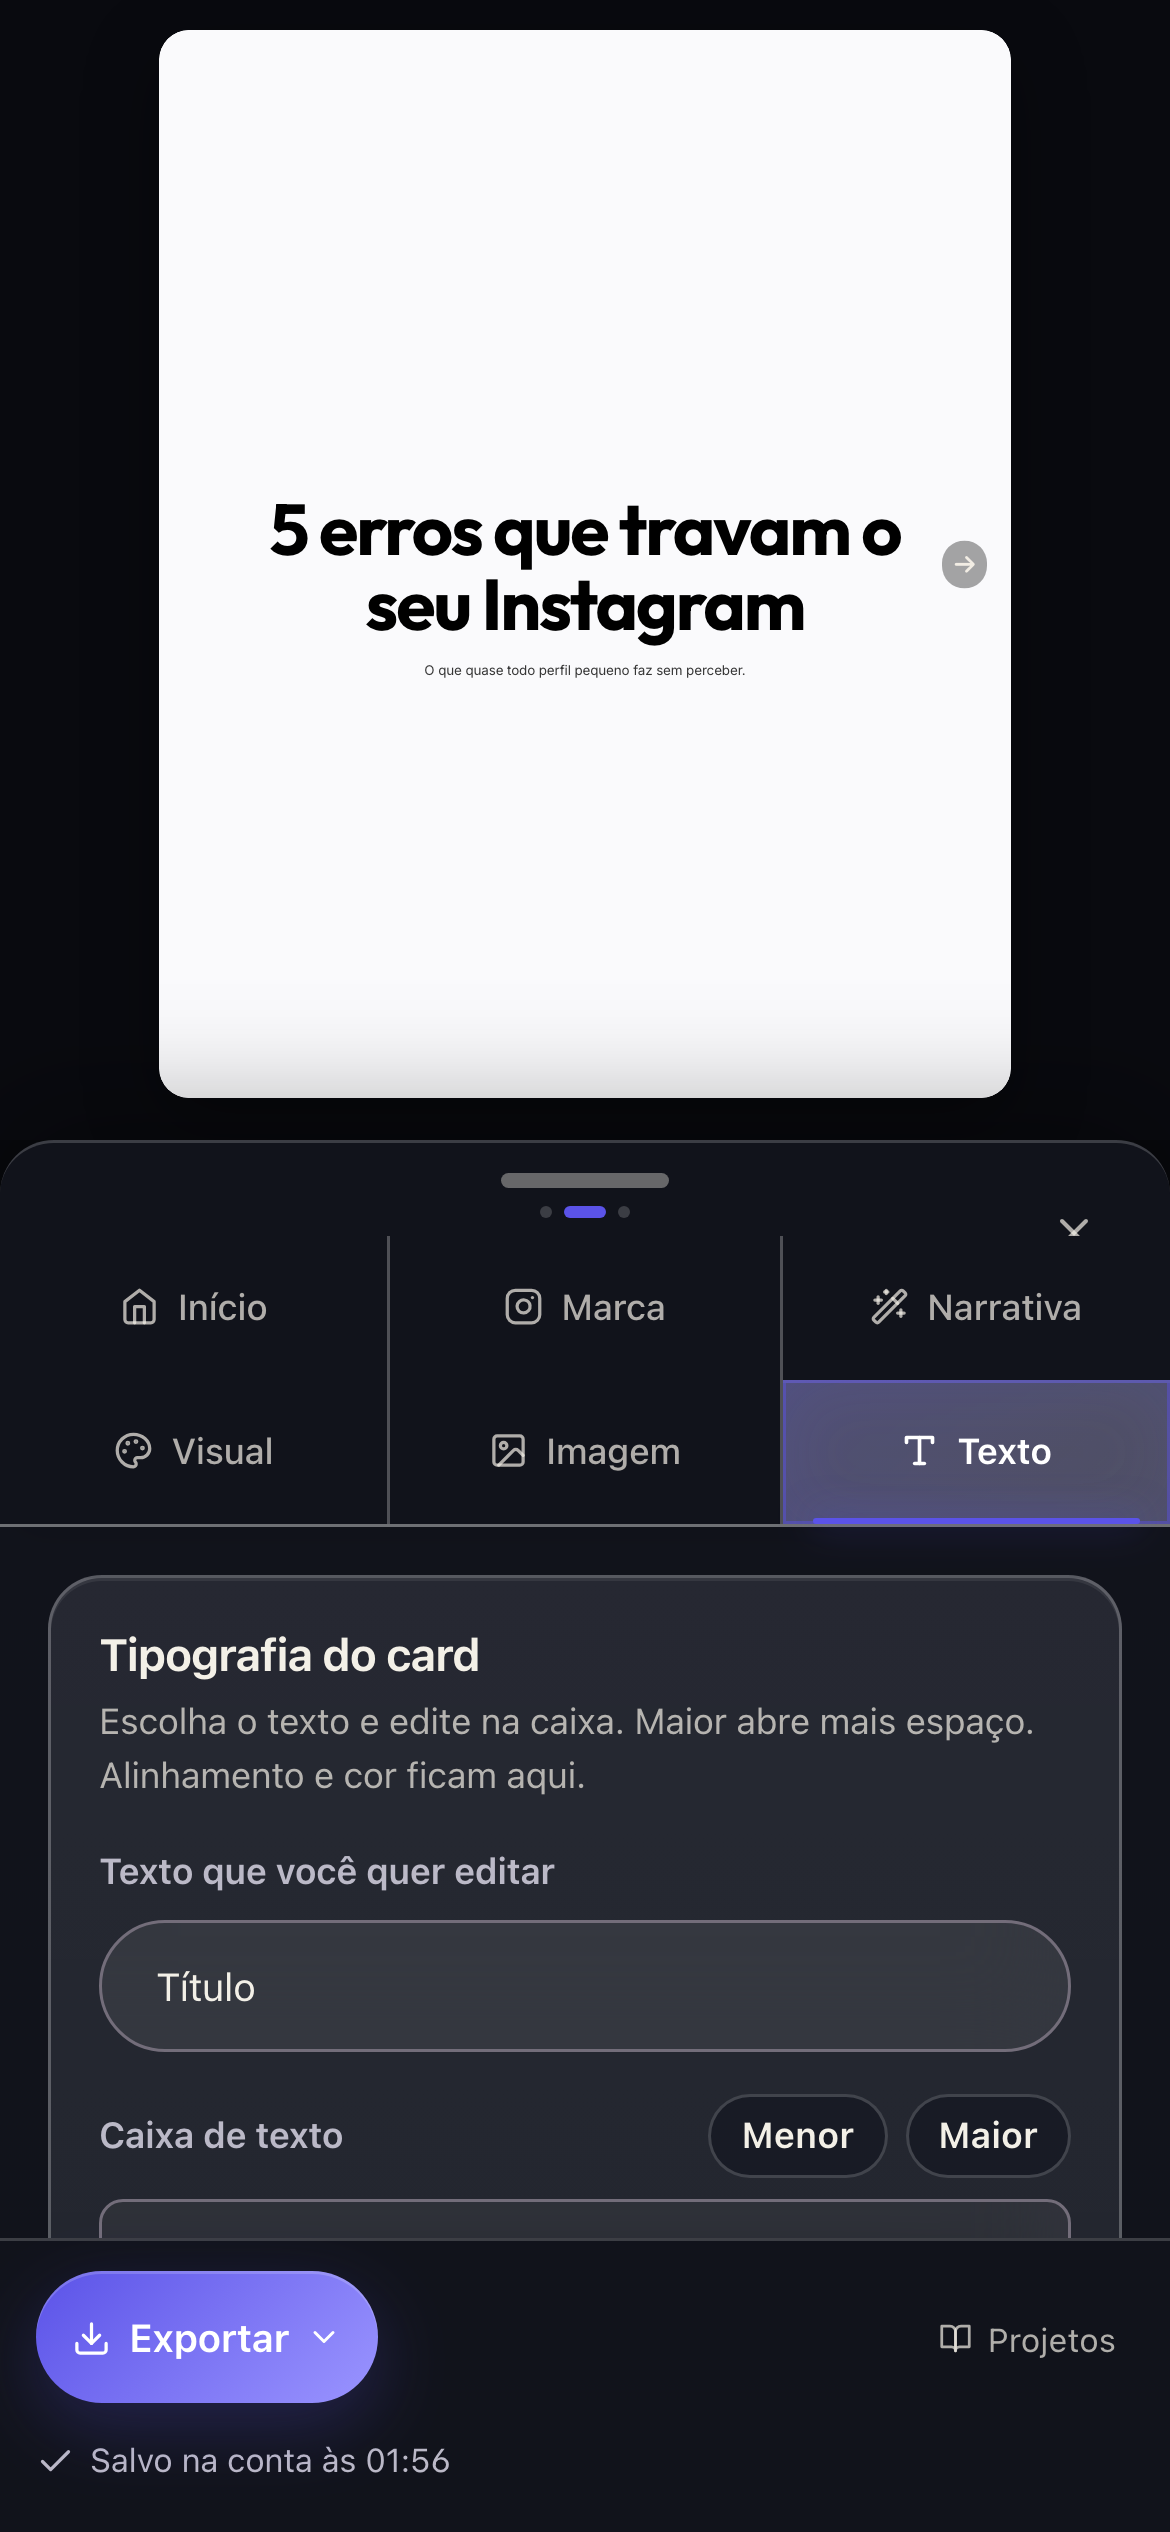 5 erros que travam o
seu Instagram
O que quase todo perfil pequeno faz sem perceber.
Início
Marca
Narrativa
Visual
Imagem
Texto
Tipografia do card
Escolha o texto e edite na caixa. Maior abre mais espaço.
Alinhamento e cor ficam aqui.
Texto que você quer editar
Título
Caixa de texto
Menor
Maior
Exportar
Projetos
Salvo na conta às 01:56